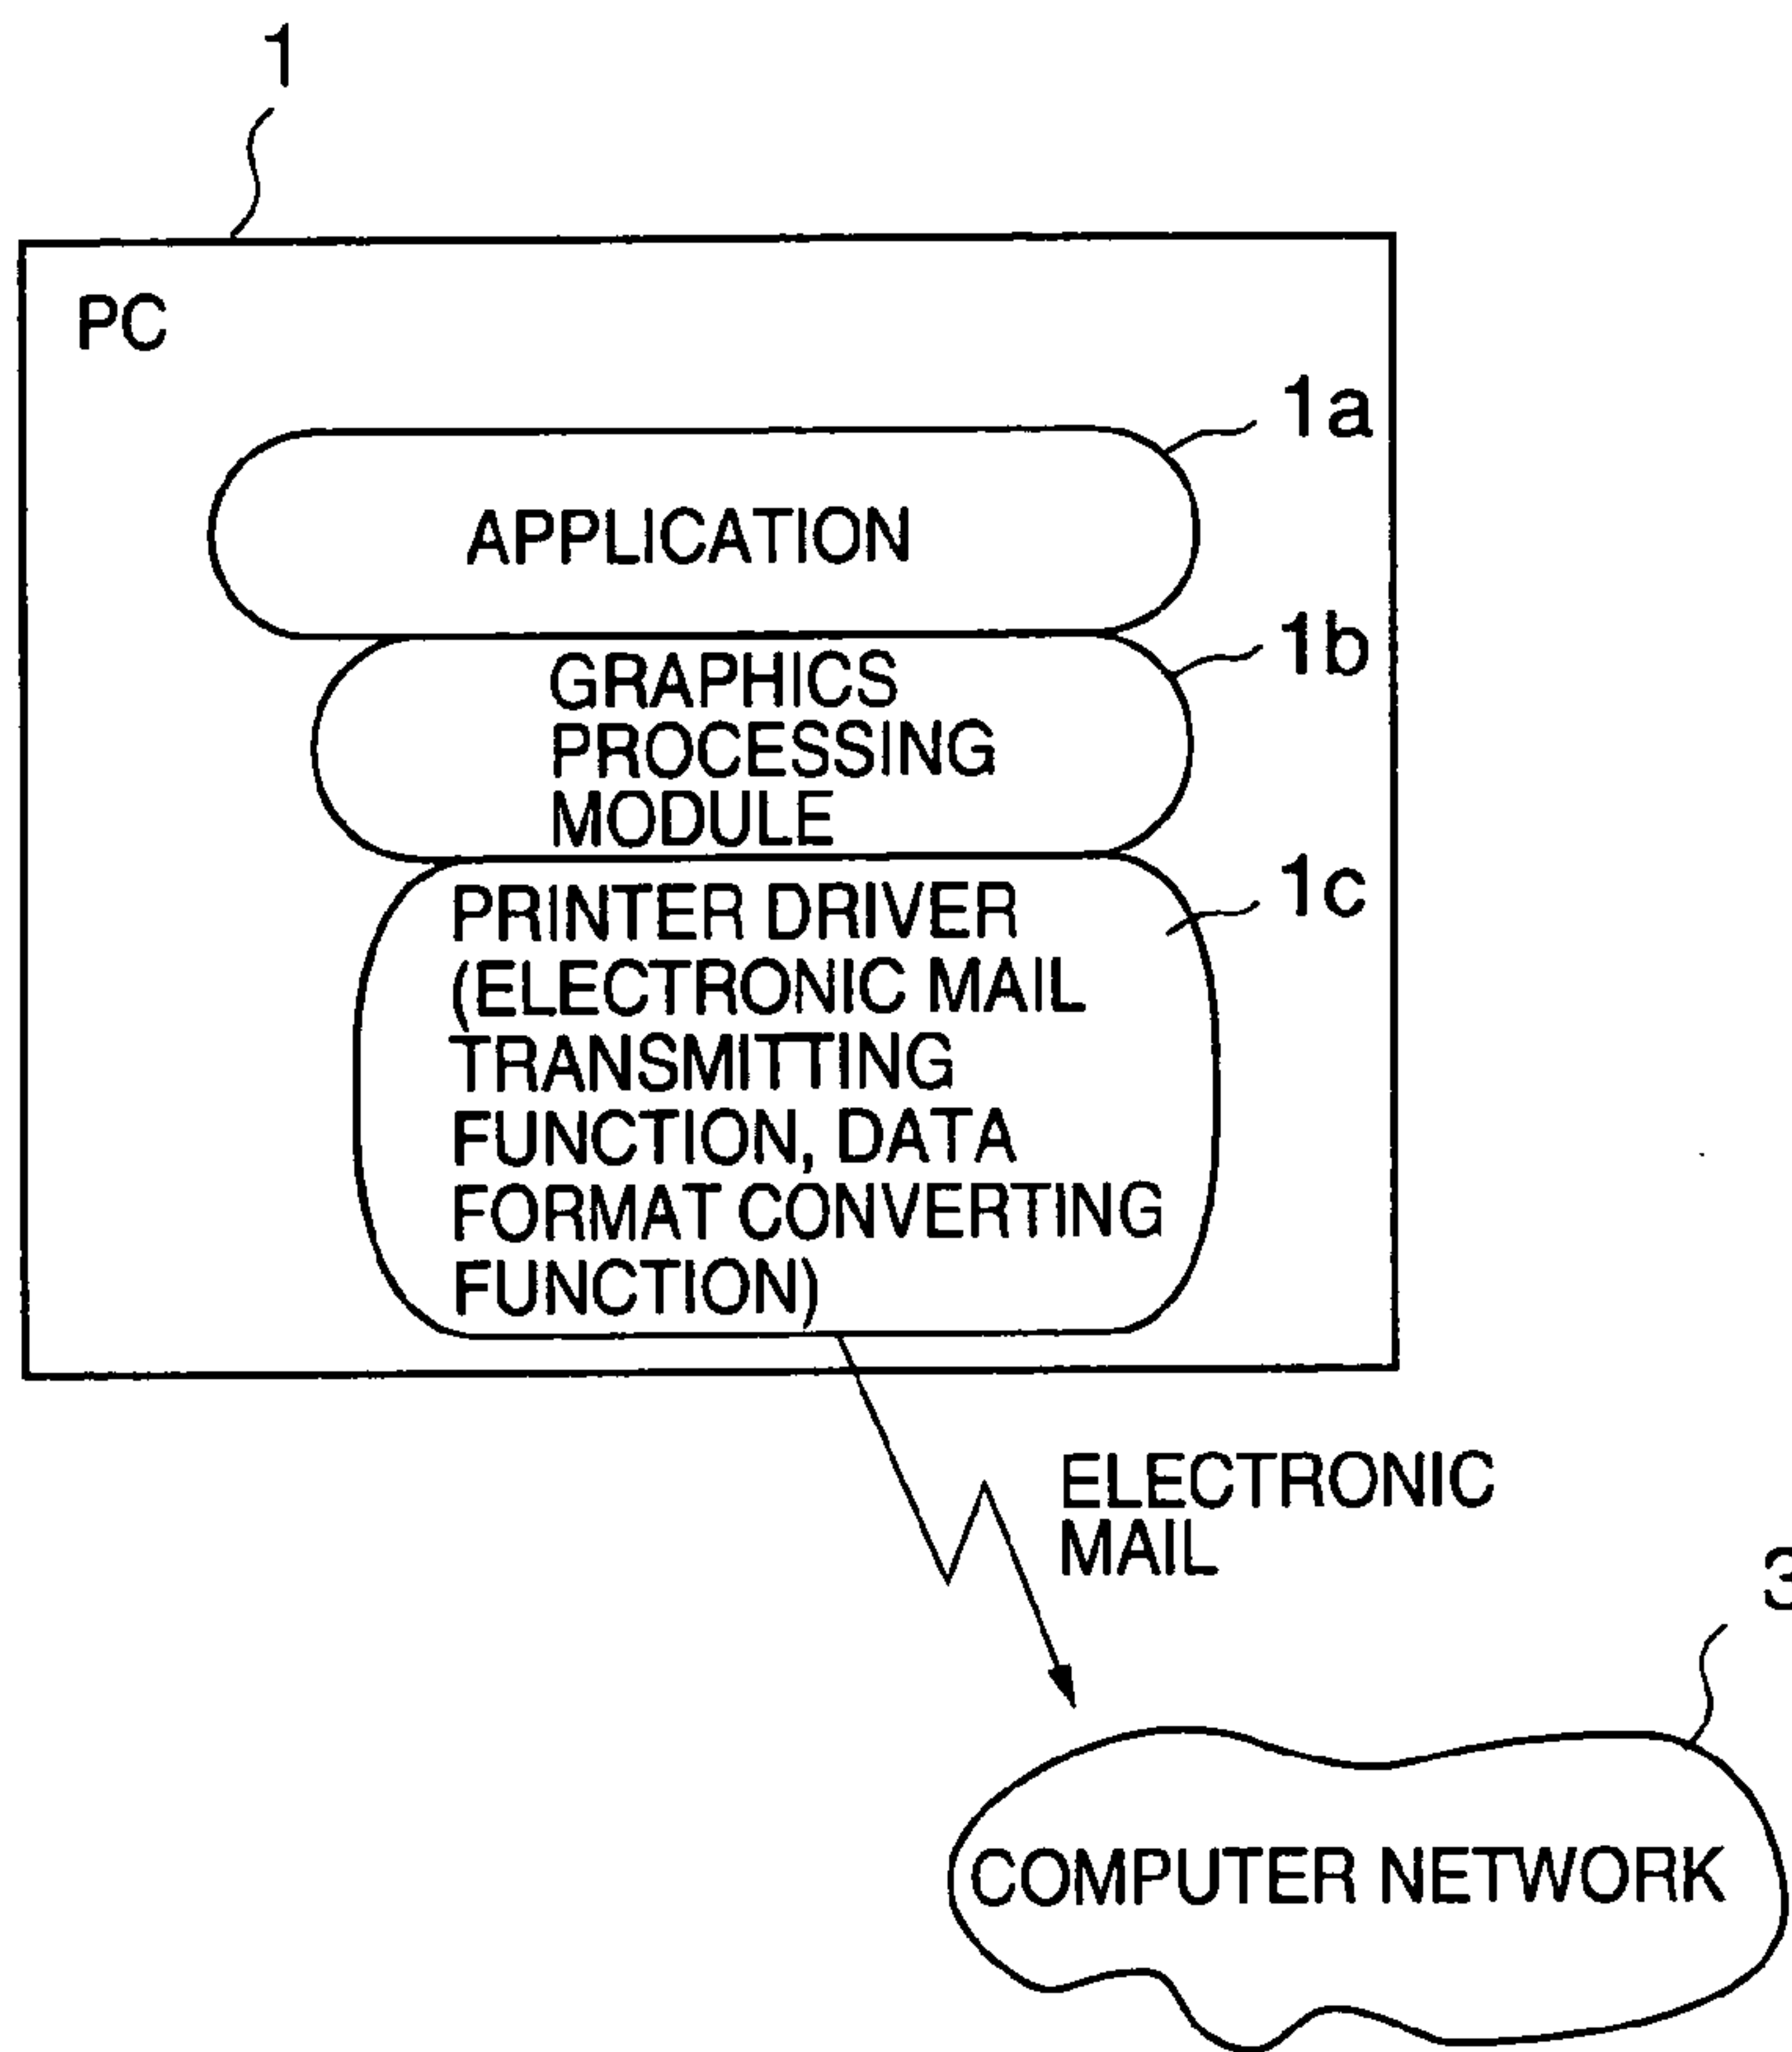 1
PC
1a
APPLICATION
1b
GRAPHICS
PROCESSING
MODULE
1c
PRINTER DRIVER
(ELECTRONIC MAIL
TRANSMITTING
FUNCTION, DATA
FORMAT CONVERTING
FUNCTION)
ELECTRONIC
MAIL
3
COMPUTER NETWORK